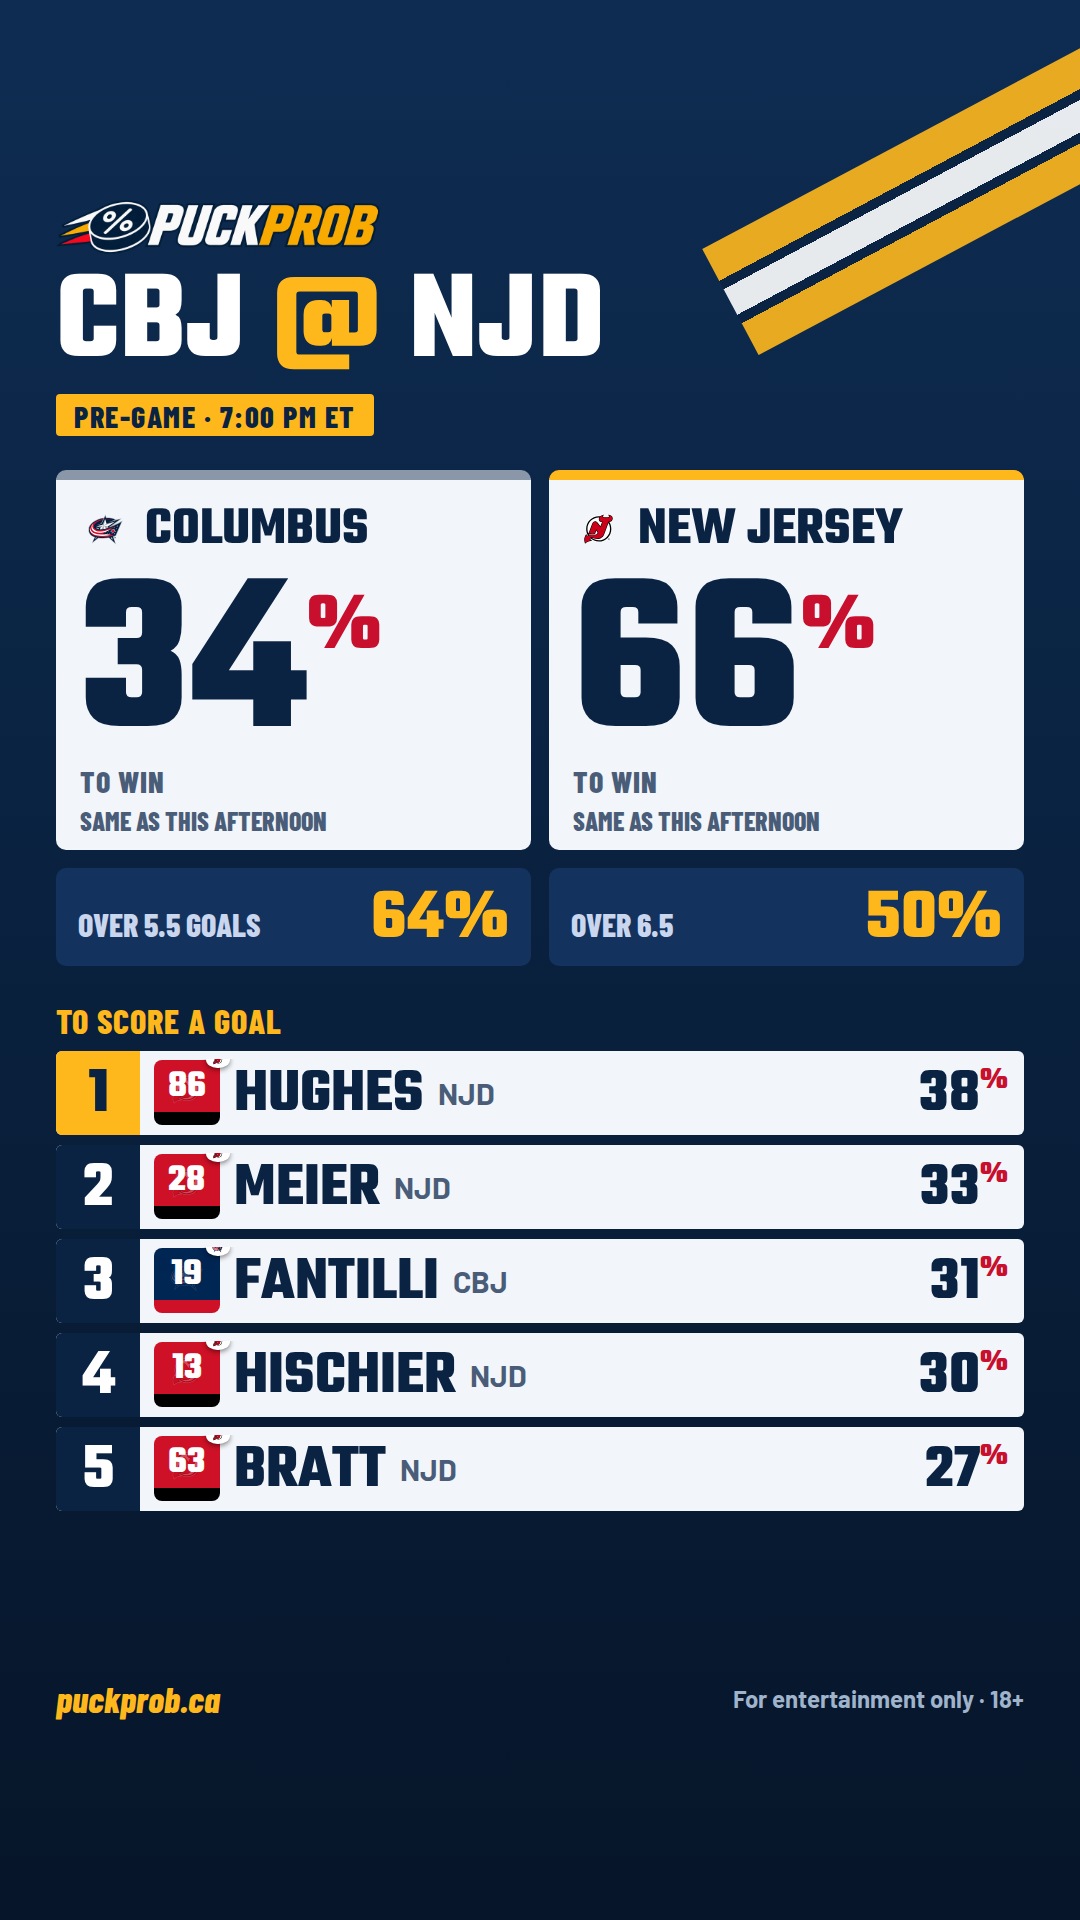 % PUCKPROB
CBJ @ NJD
PRE-GAME · 7:00 PM ET
COLUMBUS
34%
TO WIN
SAME AS THIS AFTERNOON
NEW JERSEY
66%
TO WIN
SAME AS THIS AFTERNOON
OVER 5.5 GOALS 64%
OVER 6.5 50%
TO SCORE A GOAL
1 86 HUGHES NJD 38%
2 28 MEIER NJD 33%
3 19 FANTILLI CBJ 31%
4 13 HISCHIER NJD 30%
5 63 BRATT NJD 27%
puckprob.ca
For entertainment only · 18+